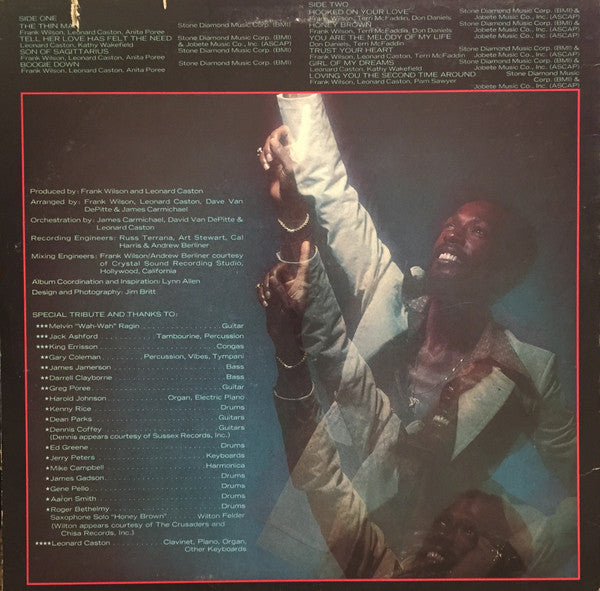 SIDE ONE
THE THIN MAN Stone Diamond Music Corp. (BMI)
Frank Wilson, Leonard Caston, Anita Poree
TELL HER LOVE HAS FELT THE NEED Stone Diamond Music Corp. (BMI)
Leonard Caston, Kathy Wakefield & Jobete Music Co., Inc. (ASCAP)
SON OF SAGITTARIUS Stone Diamond Music Corp. (BMI)
Frank Wilson, Leonard Caston, Anita Poree
BOOGIE DOWN Stone Diamond Music Corp. (BMI)
Frank Wilson, Leonard Caston, Anita Poree
SIDE TWO
HOOKED ON YOUR LOVE Stone Diamond Music Corp. (BMI) &
Frank Wilson, Terri McFaddin, Don Daniels Jobete Music Co., Inc. (ASCAP)
HONEY BROWN Stone Diamond Music Corp. (BMI) &
Frank Wilson, Terri McFaddin, Don Daniels Jobete Music Co., Inc. (ASCAP)
YOU ARE THE MELODY OF MY LIFE Stone Diamond Music Corp. (BMI) &
Don Daniels, Terri McFaddin Jobete Music Co., Inc. (ASCAP)
TRUST YOUR HEART Stone Diamond Music Corp. (BMI) &
Frank Wilson, Leonard Caston, Terri McFaddin Jobete Music Co., Inc. (ASCAP)
GIRL OF MY DREAMS Stone Diamond Music Corp. (BMI) &
Leonard Caston, Kathy Wakefield Jobete Music Co., Inc. (ASCAP)
LOVING YOU THE SECOND TIME AROUND Stone Diamond Music
Frank Wilson, Leonard Caston, Pam Sawyer Corp. (BMI) &
Jobete Music Co., Inc. (ASCAP)
Produced by: Frank Wilson and Leonard Caston
Arranged by: Frank Wilson, Leonard Caston, Dave Van
DePitte & James Carmichael
Orchestration by: James Carmichael, David Van DePitte &
Leonard Caston
Recording Engineers: Russ Terrana, Art Stewart, Cal
Harris & Andrew Berliner
Mixing Engineers: Frank Wilson/Andrew Berliner courtesy
of Crystal Sound Recording Studio,
Hollywood, California
Album Coordination and Inspiration: Lynn Allen
Design and Photography: Jim Britt
SPECIAL TRIBUTE AND THANKS TO:
★★★Melvin "Wah-Wah" Ragin Guitar
★★★Jack Ashford Tambourine, Percussion
★★★King Errisson Congas
★★Gary Coleman Percussion, Vibes, Tympani
★★James Jamerson Bass
★★Darrell Clayborne Bass
★★Greg Poree Guitar
★★Harold Johnson Organ, Electric Piano
★Kenny Rice Drums
★Dean Parks Guitars
★Dennis Coffey Guitars
(Dennis appears courtesy of Sussex Records, Inc.)
★Ed Greene Drums
★Jerry Peters Keyboards
★Mike Campbell Harmonica
★James Gadson Drums
★Gene Pello Drums
★Aaron Smith Drums
★Roger Bethelmy Drums
Saxophone Solo "Honey Brown" Wilton Felder
(Wilton appears courtesy of The Crusaders and
Chisa Records, Inc.)
★★★★Leonard Caston Clavinet, Piano, Organ,
Other Keyboards